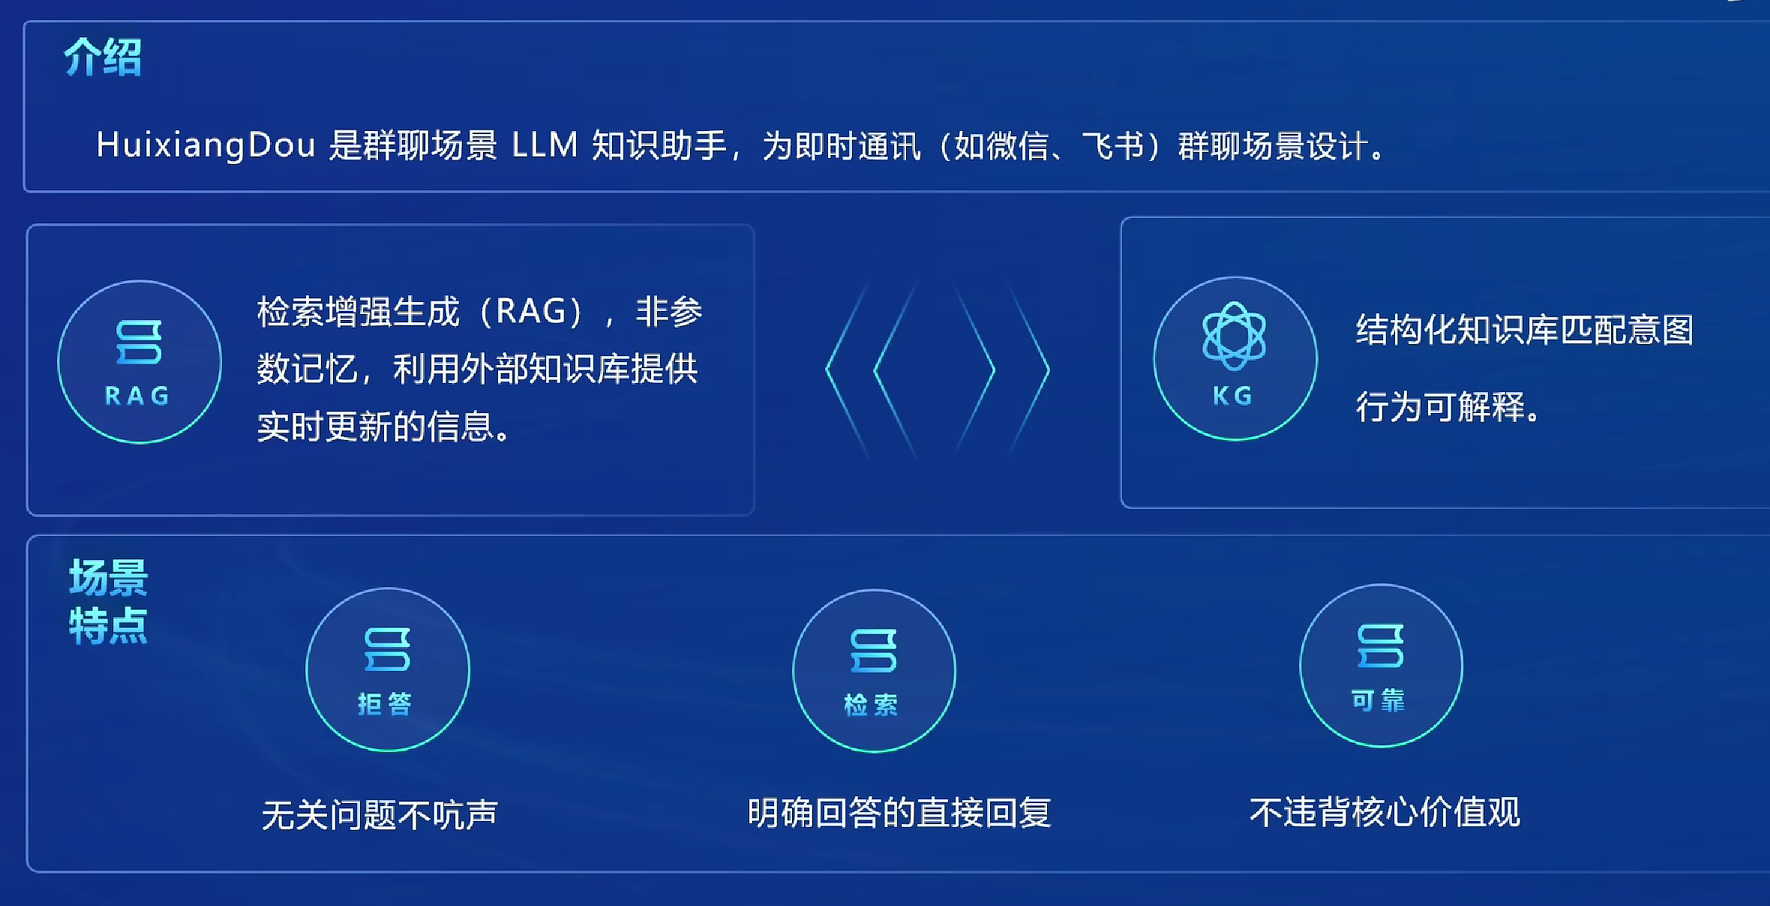 介绍
HuixiangDou 是群聊场景 LLM 知识助手，为即时通讯（如微信、飞书）群聊场景设计。
RAG
检索增强生成（RAG），非参
数记忆，利用外部知识库提供
实时更新的信息。
KG
结构化知识库匹配意图
行为可解释。
场景
特点
拒答
无关问题不吭声
检索
明确回答的直接回复
可靠
不违背核心价值观